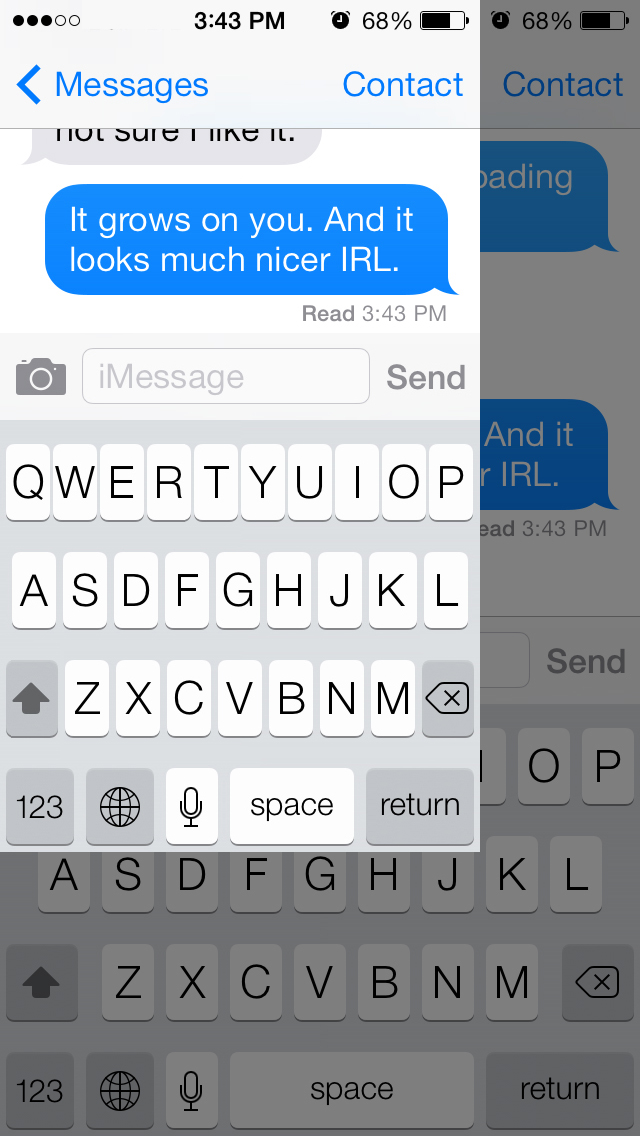 3:43 PM 68% 68%
Messages Contact Contact
not sure I like it.
It grows on you. And it
looks much nicer IRL.
Read 3:43 PM
iMessage Send
And it
IRL.
3:43 PM
Send
Q W E R T Y U I O P
A S D F G H J K L
Z X C V B N M
123 space return
O P
A S D F G H J K L
Z X C V B N M
123 space return